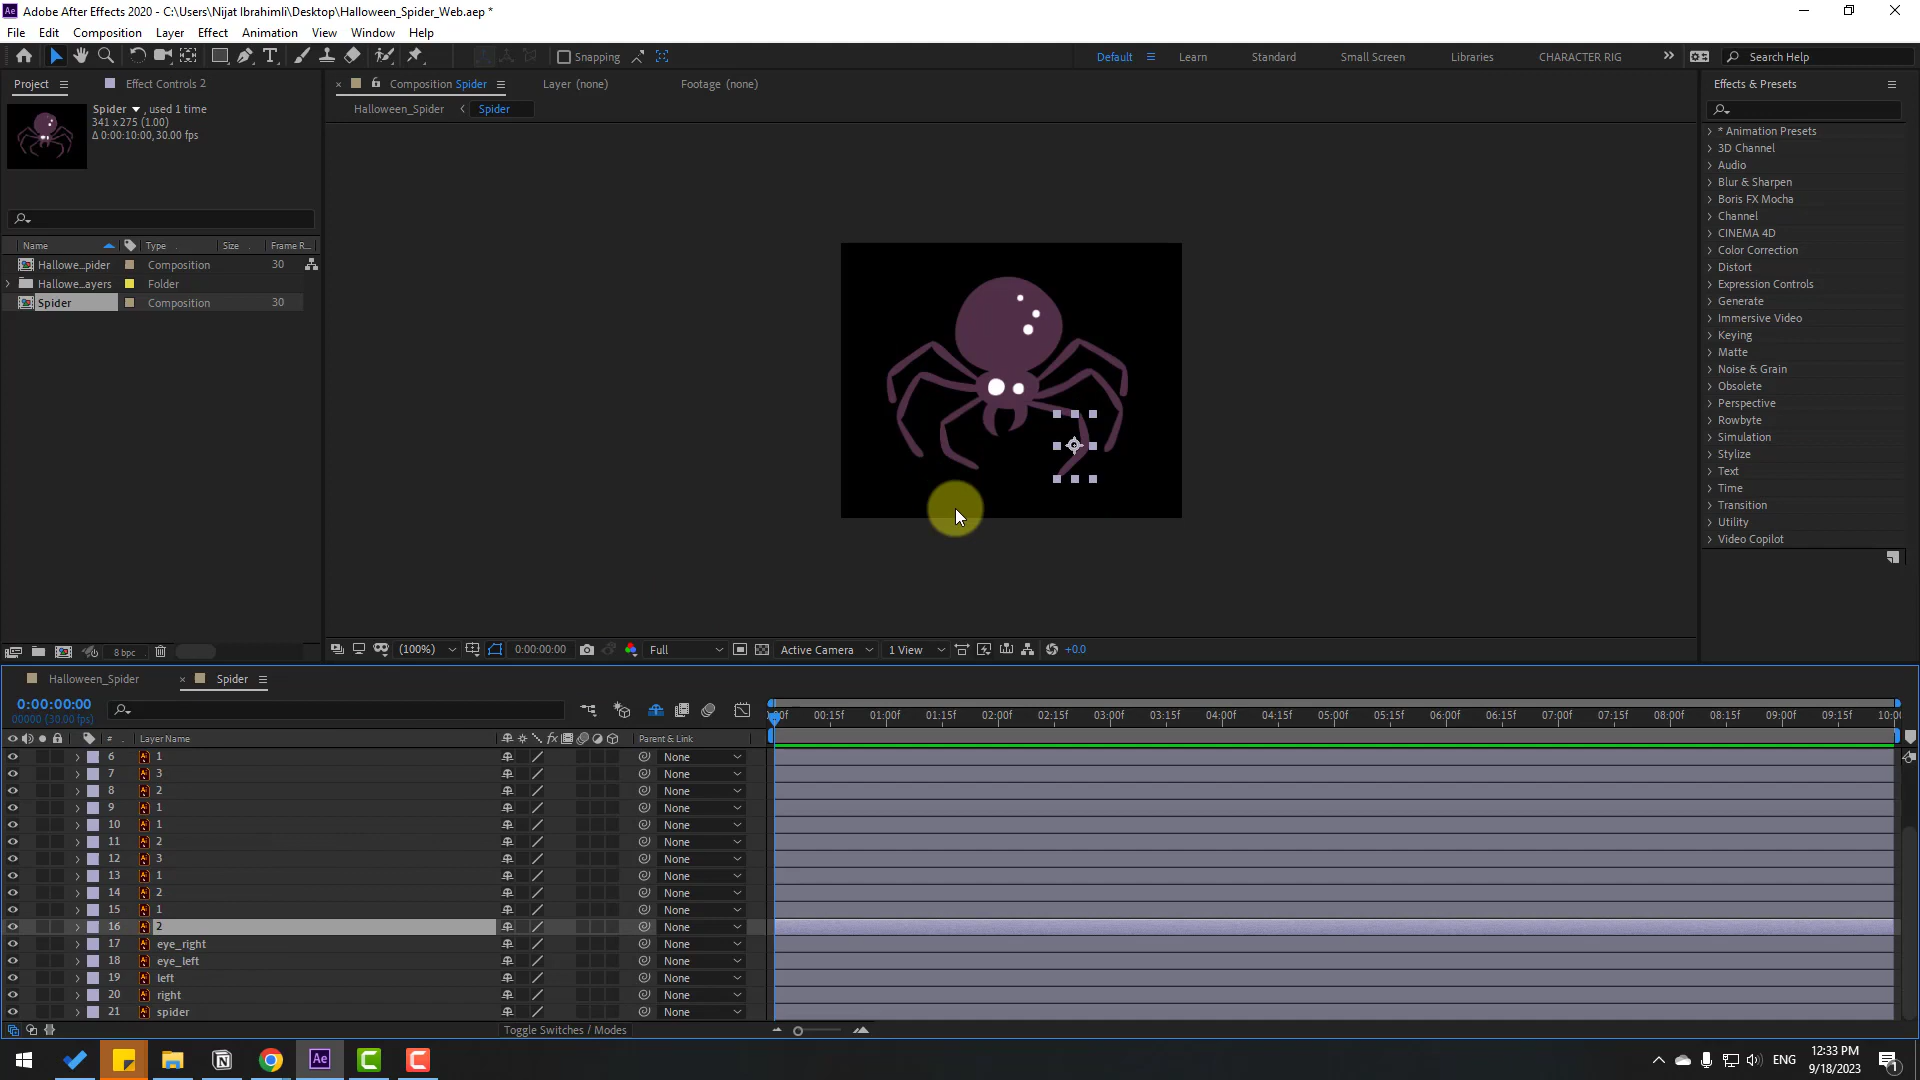 Adobe After Effects 2020 - C:\Users\Nijat Ibrahimli\Desktop\Halloween_Spider_Web.aep *
File Edit Composition Layer Effect Animation View Window Help
Snapping
Default Learn Standard Small Screen Libraries CHARACTER RIG Search Help
Project Effect Controls 2
Composition Spider Layer (none) Footage (none)
Effects & Presets
Spider , used 1 time
341 x 275 (1.00)
Δ 0:00:10:00, 30.00 fps
Halloween_Spider Spider
Name Type Size Frame R...
Hallowe...pider Composition 30
Hallowe...ayers Folder
Spider Composition 30
* Animation Presets
3D Channel
Audio
Blur & Sharpen
Boris FX Mocha
Channel
CINEMA 4D
Color Correction
Distort
Expression Controls
Generate
Immersive Video
Keying
Matte
Noise & Grain
Obsolete
Perspective
Rowbyte
Simulation
Stylize
Text
Time
Transition
Utility
Video Copilot
8 bpc
(100%) 0:00:00:00 Full Active Camera 1 View +0.0
Halloween_Spider Spider
0:00:00:00
00000 (30.00 fps)
00:15f 01:00f 01:15f 02:00f 02:15f 03:00f 03:15f 04:00f 04:15f 05:00f 05:15f 06:00f 06:15f 07:00f 07:15f 08:00f 08:15f 09:00f 09:15f 10:00
# Layer Name Parent & Link
6 1 None
7 3 None
8 2 None
9 1 None
10 1 None
11 2 None
12 3 None
13 1 None
14 2 None
15 1 None
16 2 None
17 eye_right None
18 eye_left None
19 left None
20 right None
21 spider None
Toggle Switches / Modes
ENG
12:33 PM
9/18/2023
1